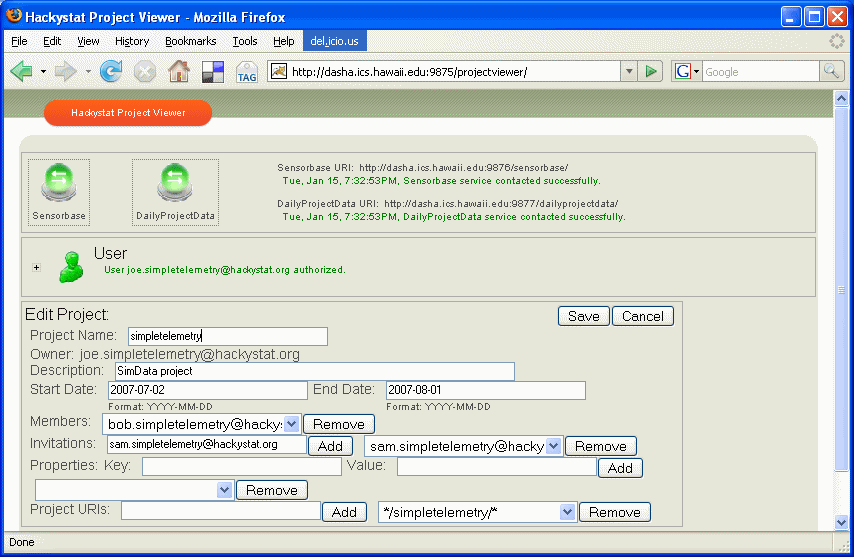 Hackystat Project Viewer - Mozilla Firefox
File Edit View History Bookmarks Tools Help del.icio.us
TAG http://dasha.ics.hawaii.edu:9875/projectviewer/ G Google
Hackystat Project Viewer
Sensorbase URI: http://dasha.ics.hawaii.edu:9876/sensorbase/
Tue, Jan 15, 7:32:53PM, Sensorbase service contacted successfully.
DailyProjectData URI: http://dasha.ics.hawaii.edu:9877/dailyprojectdata/
Sensorbase DailyProjectData Tue, Jan 15, 7:32:53PM, DailyProjectData service contacted successfully.
User
User joe.simpletelemetry@hackystat.org authorized.
Edit Project: Save Cancel
Project Name: simpletelemetry
Owner: joe.simpletelemetry@hackystat.org
Description: SimData project
Start Date: 2007-07-02 End Date: 2007-08-01
Format: YYYY-MM-DD Format: YYYY-MM-DD
Members: bob.simpletelemetry@hackys Remove
Invitations: sam.simpletelemetry@hackystat.org Add sam.simpletelemetry@hacky Remove
Properties: Key: Value: Add
Remove
Project URIs: Add */simpletelemetry/* Remove
Done